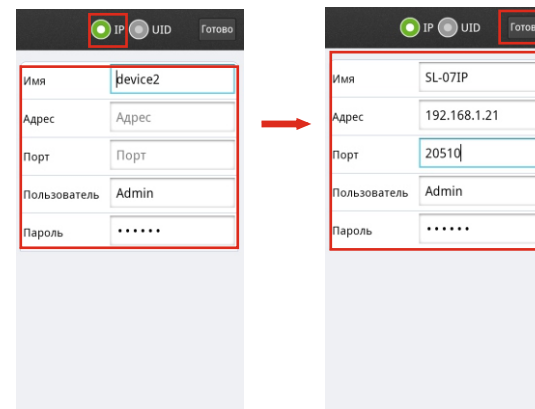 IP UID Готово
Имя device2
Адрес Адрес
Порт Порт
Пользователь Admin
Пароль ••••••
IP UID Готов
Имя SL-07IP
Адрес 192.168.1.21
Порт 20510
Пользователь Admin
Пароль ••••••